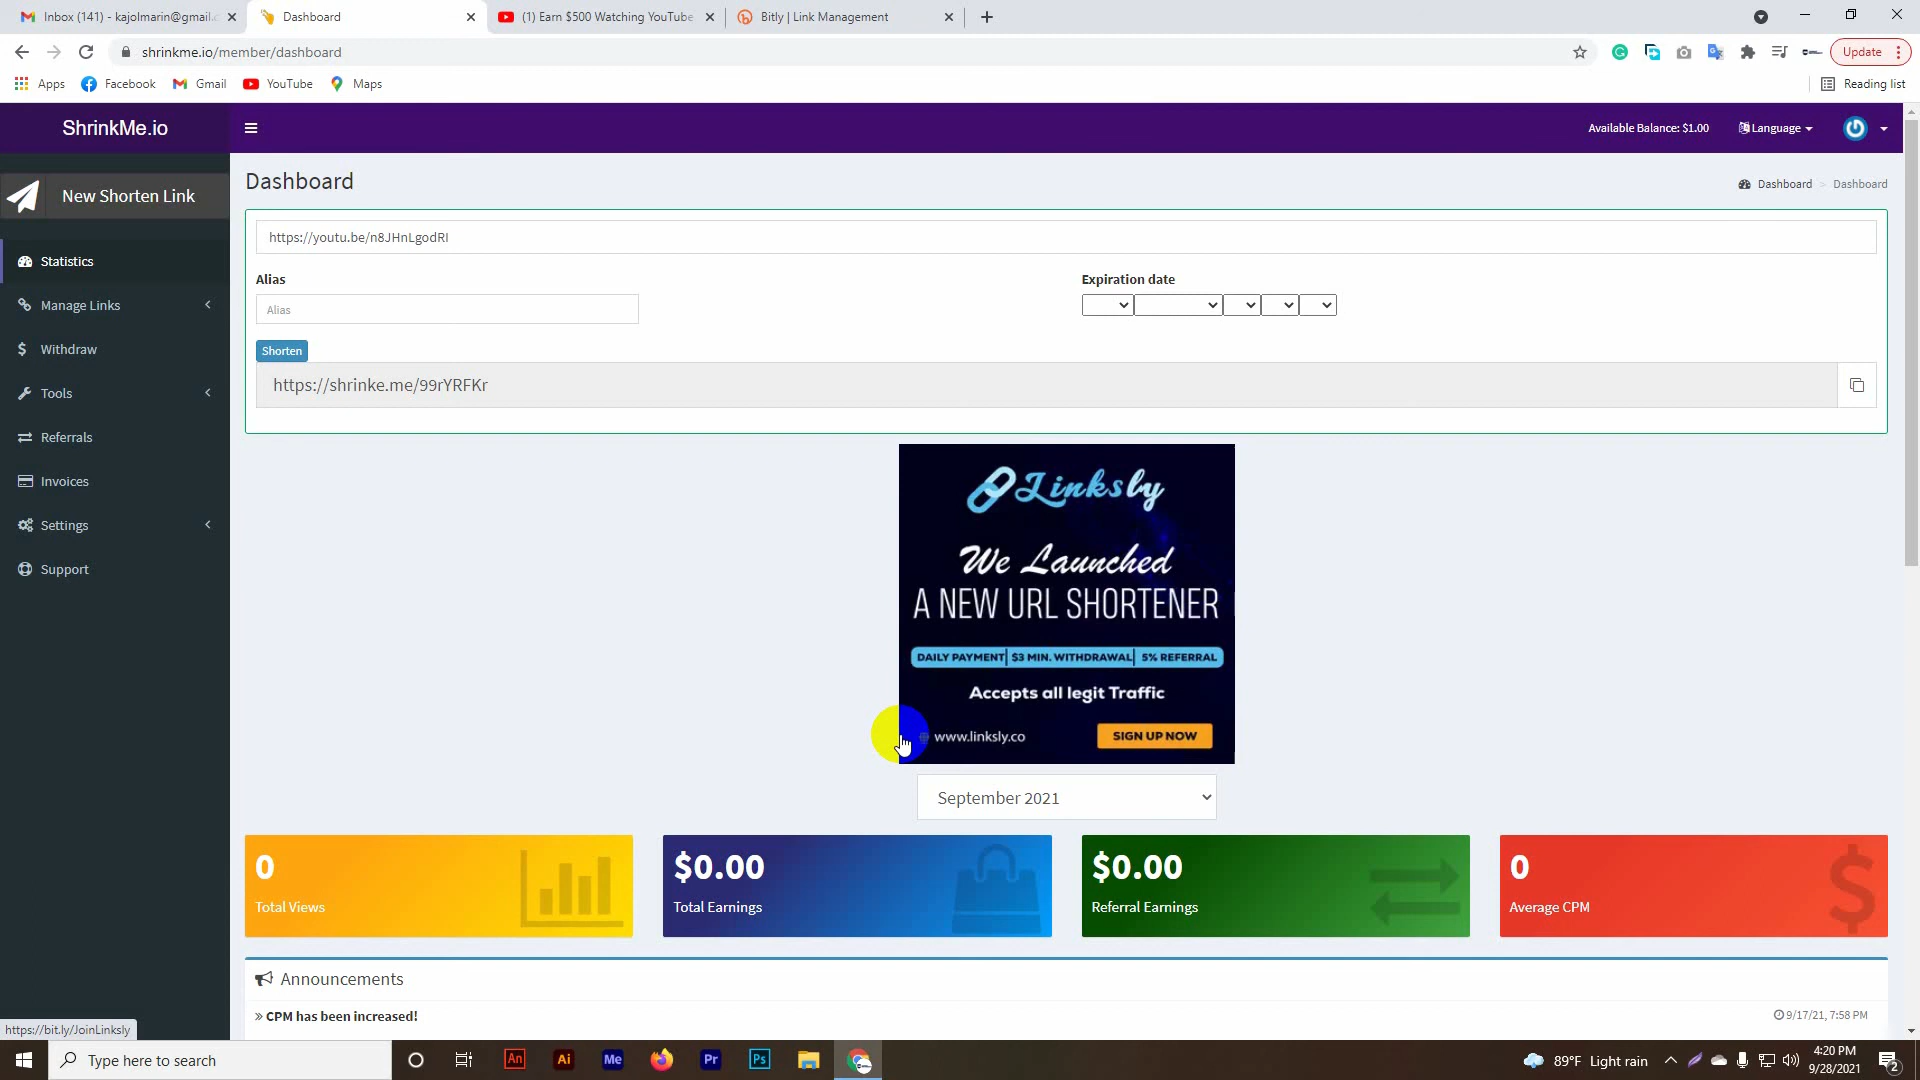 Inbox (141) - kajolmarin@gmail.c
Dashboard
(1) Earn $500 Watching YouTube
Bitly | Link Management
shrinkme.io/member/dashboard
Update
Apps
Facebook
Gmail
YouTube
Maps
Reading list
ShrinkMe.io
Available Balance: $1.00
Language
New Shorten Link
Dashboard
Dashboard > Dashboard
https://youtu.be/n8JHnLgodRI
Statistics
Alias
Expiration date
Manage Links
Alias
Withdraw
Shorten
https://shrinke.me/99rYRFKr
Tools
Referrals
Invoices
Settings
Support
Linksly
We Launched
A NEW URL SHORTENER
DAILY PAYMENT| $3 MIN. WITHDRAWAL| 5% REFERRAL
Accepts all legit Traffic
www.linksly.co
SIGN UP NOW
September 2021
0
Total Views
$0.00
Total Earnings
$0.00
Referral Earnings
0
Average CPM
Announcements
» CPM has been increased!
9/17/21, 7:58 PM
https://bit.ly/JoinLinksly
Type here to search
An
Ai
Me
Pr
Ps
89°F Light rain
4:20 PM
9/28/2021
2